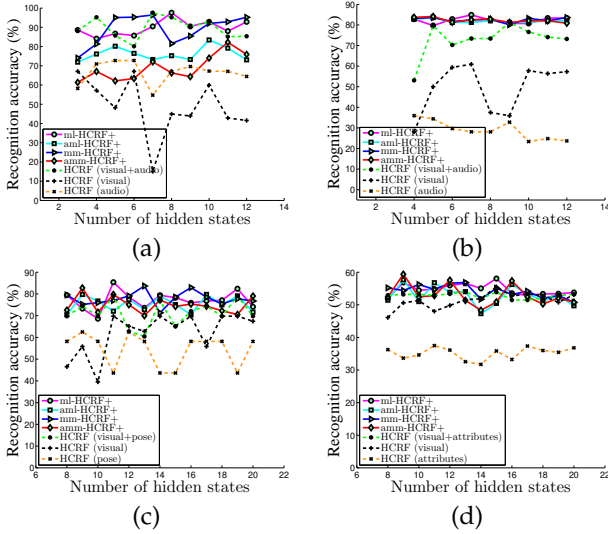 Recognition accuracy (%)
100
90
80
70
60
50
40
30
20
10
0
2 4 6 8 10 12 14
ml-HCRF+
aml-HCRF+
mm-HCRF+
amm-HCRF+
HCRF (visual+audio)
HCRF (visual)
HCRF (audio)
Number of hidden states
(a)
Recognition accuracy (%)
90
80
70
60
50
40
30
20
10
0
2 4 6 8 10 12 14
ml-HCRF+
aml-HCRF+
mm-HCRF+
amm-HCRF+
HCRF (visual+audio)
HCRF (visual)
HCRF (audio)
Number of hidden states
(b)
Recognition accuracy (%)
90
80
70
60
50
40
30
20
10
0
6 8 10 12 14 16 18 20 22
ml-HCRF+
aml-HCRF+
mm-HCRF+
amm-HCRF+
HCRF (visual+pose)
HCRF (visual)
HCRF (pose)
Number of hidden states
(c)
Recognition accuracy (%)
60
50
40
30
20
10
0
6 8 10 12 14 16 18 20 22
ml-HCRF+
aml-HCRF+
mm-HCRF+
amm-HCRF+
HCRF (visual+attributes)
HCRF (visual)
HCRF (attributes)
Number of hidden states
(d)